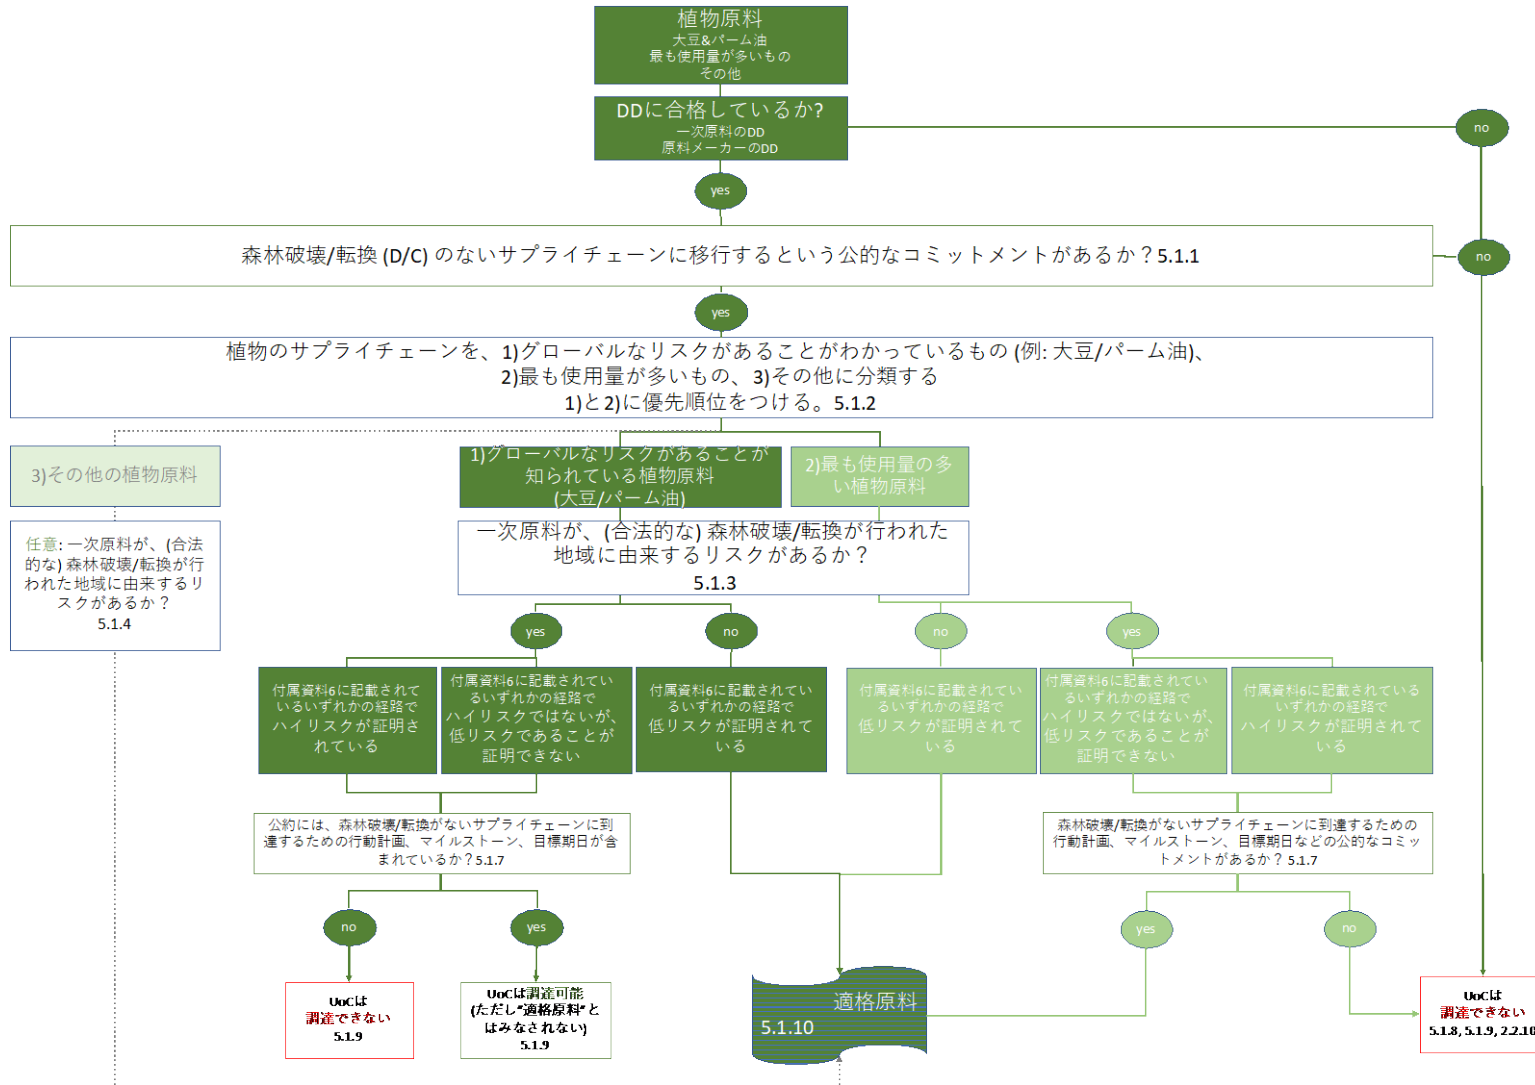 植物原料
大豆&パーム油
最も使用量が多いもの
その他
DDに合格しているか?
一次原料のDD
原料メーカーのDD
no
yes
森林破壊/転換 (D/C) のないサプライチェーンに移行するという公的なコミットメントがあるか？5.1.1
no
yes
植物のサプライチェーンを、1)グローバルなリスクがあることがわかっているもの (例: 大豆/パーム油)、
2)最も使用量が多いもの、3)その他に分類する
1)と2)に優先順位をつける。5.1.2
3)その他の植物原料
1)グローバルなリスクがあることが
知られている植物原料
(大豆/パーム油)
2)最も使用量の多
い植物原料
任意: 一次原料が、(合法
的な) 森林破壊/転換が行
われた地域に由来するリ
スクがあるか？
5.1.4
一次原料が、(合法的な) 森林破壊/転換が行われた
地域に由来するリスクがあるか？
5.1.3
yes
no
no
yes
付属資料6に記載されて
いるいずれかの経路で
ハイリスクが証明さ
れている
付属資料6に記載されてい
るいずれかの経路で
ハイリスクではないが、
低リスクであることが
証明できない
付属資料6に記載されてい
るいずれかの経路で
低リスクが証明されて
いる
付属資料6に記載されてい
るいずれかの経路で
低リスクが証明されて
いる
付属資料6に記載されてい
るいずれかの経路で
ハイリスクではないが、
低リスクであることが
証明できない
付属資料6に記載されている
いずれかの経路で
ハイリスクが証明されて
いる
公約には、森林破壊/転換がないサプライチェーンに到
達するための行動計画、マイルストーン、目標期日が含
まれているか？5.1.7
森林破壊/転換がないサプライチェーンに到達するための
行動計画、マイルストーン、目標期日などの公的なコミッ
トメントがあるか？ 5.1.7
no
yes
yes
no
UoCは
調達できない
5.1.9
UoCは調達可能
(ただし"適格原料"と
はみなされない)
5.1.9
適格原料
5.1.10
UoCは
調達できない
5.1.8, 5.1.9, 2.2.10